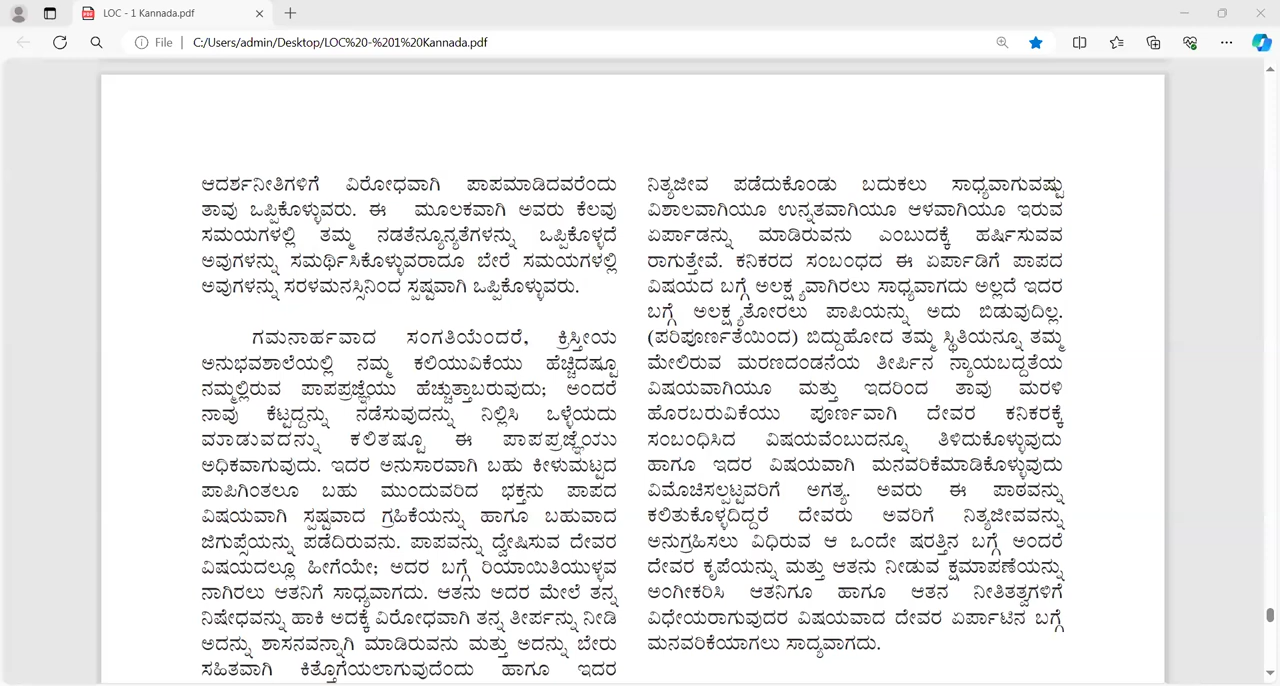 LOC - 1 Kannada.pdf
File
C:/Users/admin/Desktop/LOC%20-%201%20Kannada.pdf
ಆದರ್ಶನೀತಿಗಳಿಗೆ ವಿರೋಧವಾಗಿ ಪಾಪಮಾಡಿದವರೆಂದು
ತಾವು ಒಪ್ಪಿಕೊಳ್ಳುವರು. ಈ ಮೂಲಕವಾಗಿ ಅವರು ಕೆಲವು
ಸಮಯಗಳಲ್ಲಿ ತಮ್ಮ ನಡತೆನ್ಯೂನ್ಯತೆಗಳನ್ನು ಒಪ್ಪಿಕೊಳ್ಳದೆ
ಅವುಗಳನ್ನು ಸಮರ್ಥಿಸಿಕೊಳ್ಳುವರಾದೂ ಬೇರೆ ಸಮಯಗಳಲ್ಲಿ
ಅವುಗಳನ್ನು ಸರಳಮನಸ್ಸಿನಿಂದ ಸ್ಪಷ್ಟವಾಗಿ ಒಪ್ಪಿಕೊಳ್ಳುವರು.
ಗಮನಾರ್ಹವಾದ ಸಂಗತಿಯೆಂದರೆ, ಕ್ರಿಸ್ತೀಯ
ಅನುಭವಶಾಲೆಯಲ್ಲಿ ನಮ್ಮ ಕಲಿಯುವಿಕೆಯು ಹೆಚ್ಚಿದಷ್ಟೂ
ನಮ್ಮಲ್ಲಿರುವ ಪಾಪಪ್ರಜ್ಞೆಯು ಹೆಚ್ಚುತ್ತಾಬರುವುದು; ಅಂದರೆ
ನಾವು ಕೆಟ್ಟದ್ದನ್ನು ನಡೆಸುವುದನ್ನು ನಿಲ್ಲಿಸಿ ಒಳ್ಳೆಯದು
ಮಾಡುವದನ್ನು ಕಲಿತಷ್ಟೂ ಈ ಪಾಪಪ್ರಜ್ಞೆಯು
ಅಧಿಕವಾಗುವುದು. ಇದರ ಅನುಸಾರವಾಗಿ ಬಹು ಕೀಳುಮಟ್ಟದ
ಪಾಪಿಗಿಂತಲೂ ಬಹು ಮುಂದುವರಿದ ಭಕ್ತನು ಪಾಪದ
ವಿಷಯವಾಗಿ ಸ್ಪಷ್ಟವಾದ ಗ್ರಹಿಕೆಯನ್ನು ಹಾಗೂ ಬಹುವಾದ
ಜಿಗುಪ್ಸೆಯನ್ನು ಪಡೆದಿರುವನು. ಪಾಪವನ್ನು ದ್ವೇಷಿಸುವ ದೇವರ
ವಿಷಯದಲ್ಲೂ ಹೀಗೆಯೇ; ಅದರ ಬಗ್ಗೆ ರಿಯಾಯಿತಿಯುಳ್ಳವ
ನಾಗಿರಲು ಆತನಿಗೆ ಸಾಧ್ಯವಾಗದು. ಆತನು ಅದರ ಮೇಲೆ ತನ್ನ
ನಿಷೇಧವನ್ನು ಹಾಕಿ ಅದಕ್ಕೆ ವಿರೋಧವಾಗಿ ತನ್ನ ತೀರ್ಪನ್ನು ನೀಡಿ
ಅದನ್ನು ಶಾಸನವನ್ನಾಗಿ ಮಾಡಿರುವನು ಮತ್ತು ಅದನ್ನು ಬೇರು
ಸಹಿತವಾಗಿ ಕಿತ್ತೊಗೆಯಲಾಗುವುದೆಂದು ಹಾಗೂ ಇದರ
ನಿತ್ಯಜೀವ ಪಡೆದುಕೊಂಡು ಬದುಕಲು ಸಾಧ್ಯವಾಗುವಷ್ಟು
ವಿಶಾಲವಾಗಿಯೂ ಉನ್ನತವಾಗಿಯೂ ಆಳವಾಗಿಯೂ ಇರುವ
ಏರ್ಪಾಡನ್ನು ಮಾಡಿರುವನು ಎಂಬುದಕ್ಕೆ ಹರ್ಷಿಸುವವ
ರಾಗುತ್ತೇವೆ. ಕನಿಕರದ ಸಂಬಂಧದ ಈ ಏರ್ಪಾಡಿಗೆ ಪಾಪದ
ವಿಷಯದ ಬಗ್ಗೆ ಅಲಕ್ಷ್ಯವಾಗಿರಲು ಸಾಧ್ಯವಾಗದು ಅಲ್ಲದೆ ಇದರ
ಬಗ್ಗೆ ಅಲಕ್ಷ್ಯತೋರಲು ಪಾಪಿಯನ್ನು ಅದು ಬಿಡುವುದಿಲ್ಲ.
(ಪರಿಪೂರ್ಣತೆಯಿಂದ) ಬಿದ್ದುಹೋದ ತಮ್ಮ ಸ್ಥಿತಿಯನ್ನೂ ತಮ್ಮ
ಮೇಲಿರುವ ಮರಣದಂಡನೆಯ ತೀರ್ಪಿನ ನ್ಯಾಯಬದ್ದತೆಯ
ವಿಷಯವಾಗಿಯೂ ಮತ್ತು ಇದರಿಂದ ತಾವು ಮರಳಿ
ಹೊರಬರುವಿಕೆಯು ಪೂರ್ಣವಾಗಿ ದೇವರ ಕನಿಕರಕ್ಕೆ
ಸಂಬಂಧಿಸಿದ ವಿಷಯವೆಂಬುದನ್ನೂ ತಿಳಿದುಕೊಳ್ಳುವುದು
ಹಾಗೂ ಇದರ ವಿಷಯವಾಗಿ ಮನವರಿಕೆಮಾಡಿಕೊಳ್ಳುವುದು
ವಿಮೊಚಿಸಲ್ಪಟ್ಟವರಿಗೆ ಅಗತ್ಯ. ಅವರು ಈ ಪಾಠವನ್ನು
ಕಲಿತುಕೊಳ್ಳದಿದ್ದರೆ ದೇವರು ಅವರಿಗೆ ನಿತ್ಯಜೀವವನ್ನು
ಅನುಗ್ರಹಿಸಲು ವಿಧಿರುವ ಆ ಒಂದೇ ಷರತ್ತಿನ ಬಗ್ಗೆ ಅಂದರೆ
ದೇವರ ಕೃಪೆಯನ್ನು ಮತ್ತು ಆತನು ನೀಡುವ ಕ್ಷಮಾಪಣೆಯನ್ನು
ಅಂಗೀಕರಿಸಿ ಆತನಿಗೂ ಹಾಗೂ ಆತನ ನೀತಿತತ್ವಗಳಿಗೆ
ವಿಧೇಯರಾಗುವುದರ ವಿಷಯವಾದ ದೇವರ ಏರ್ಪಾಟಿನ ಬಗ್ಗೆ
ಮನವರಿಕೆಯಾಗಲು ಸಾದ್ಯವಾಗದು.